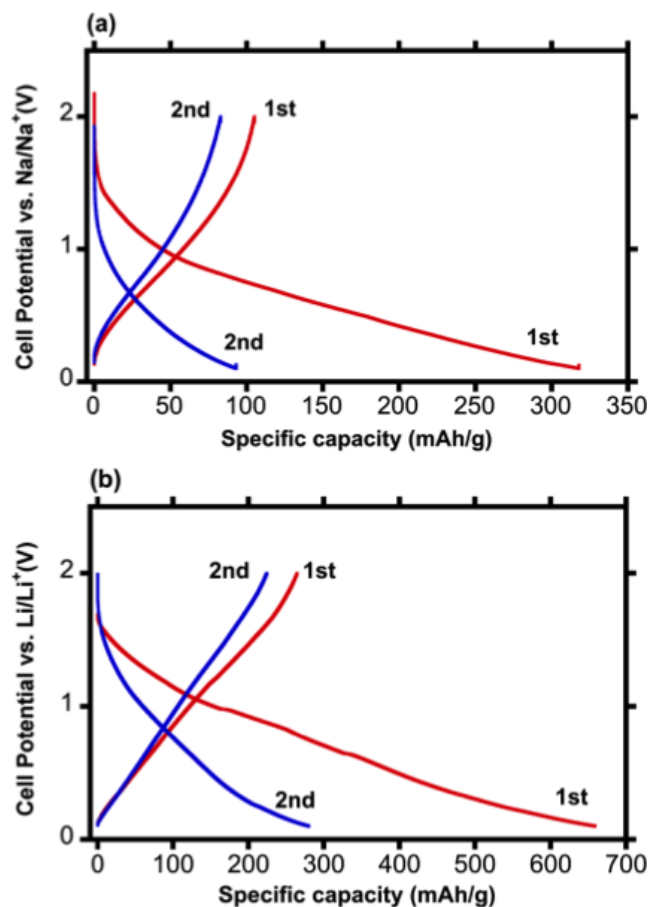 (a)
Cell Potential vs. Na/Na⁺(V)
2
1
0
2nd
1st
2nd
1st
0 50 100 150 200 250 300 350
Specific capacity (mAh/g)
(b)
Cell Potential vs. Li/Li⁺(V)
2
1
0
2nd
1st
2nd
1st
0 100 200 300 400 500 600 700
Specific capacity (mAh/g)